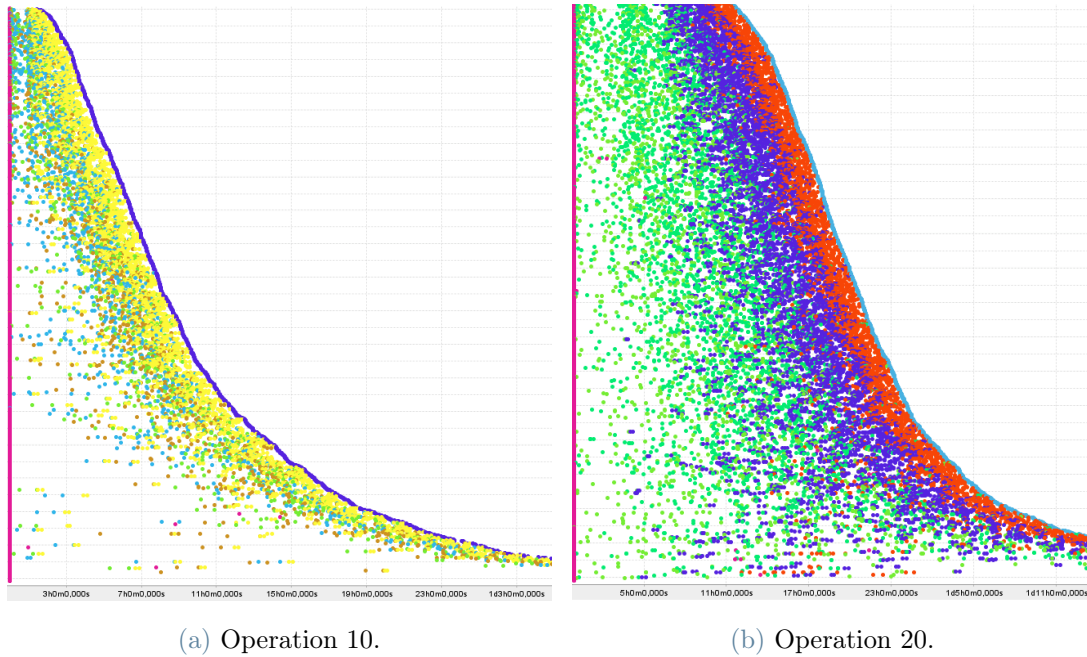 3h0m0,000s 7h0m0,000s 11h0m0,000s 15h0m0,000s 19h0m0,000s 23h0m0,000s 1d3h0m0,000s
5h0m0,000s 11h0m0,000s 17h0m0,000s 23h0m0,000s 1d5h0m0,000s 1d11h0m0,000s
(a) Operation 10.
(b) Operation 20.